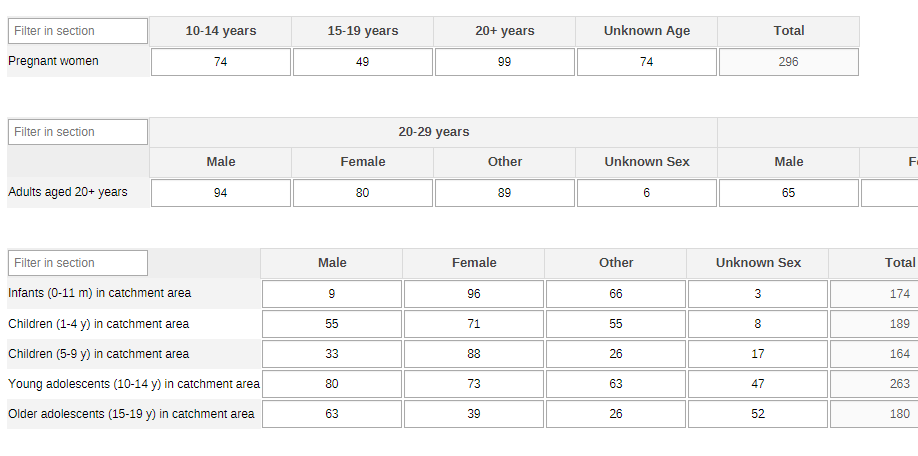 Filter in section 10-14 years 15-19 years 20+ years Unknown Age Total
Pregnant women 74 49 99 74 296
Filter in section 20-29 years
Male Female Other Unknown Sex Male F
Adults aged 20+ years 94 80 89 6 65
Filter in section Male Female Other Unknown Sex Total
Infants (0-11 m) in catchment area 9 96 66 3 174
Children (1-4 y) in catchment area 55 71 55 8 189
Children (5-9 y) in catchment area 33 88 26 17 164
Young adolescents (10-14 y) in catchment area 80 73 63 47 263
Older adolescents (15-19 y) in catchment area 63 39 26 52 180